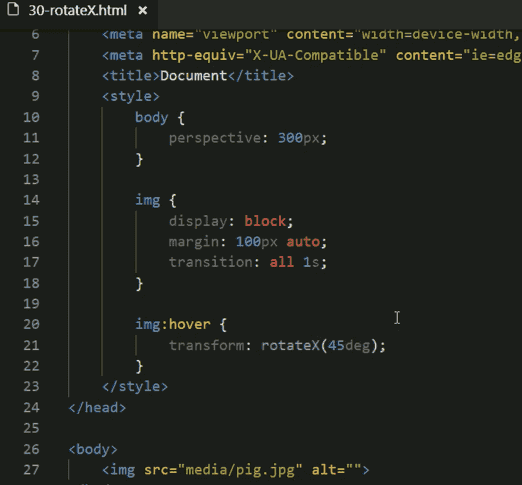 30-rotateX.html ×
6 <meta name="viewport" content="width=device-width,
7 <meta http-equiv="X-UA-Compatible" content="ie=edg
8 <title>Document</title>
9 <style>
10 body {
11 perspective: 300px;
12 }
13
14 img {
15 display: block;
16 margin: 100px auto;
17 transition: all 1s;
18 }
19
20 img:hover {
21 transform: rotateX(45deg);
22 }
23 </style>
24 </head>
25
26 <body>
27 <img src="media/pig.jpg" alt="">